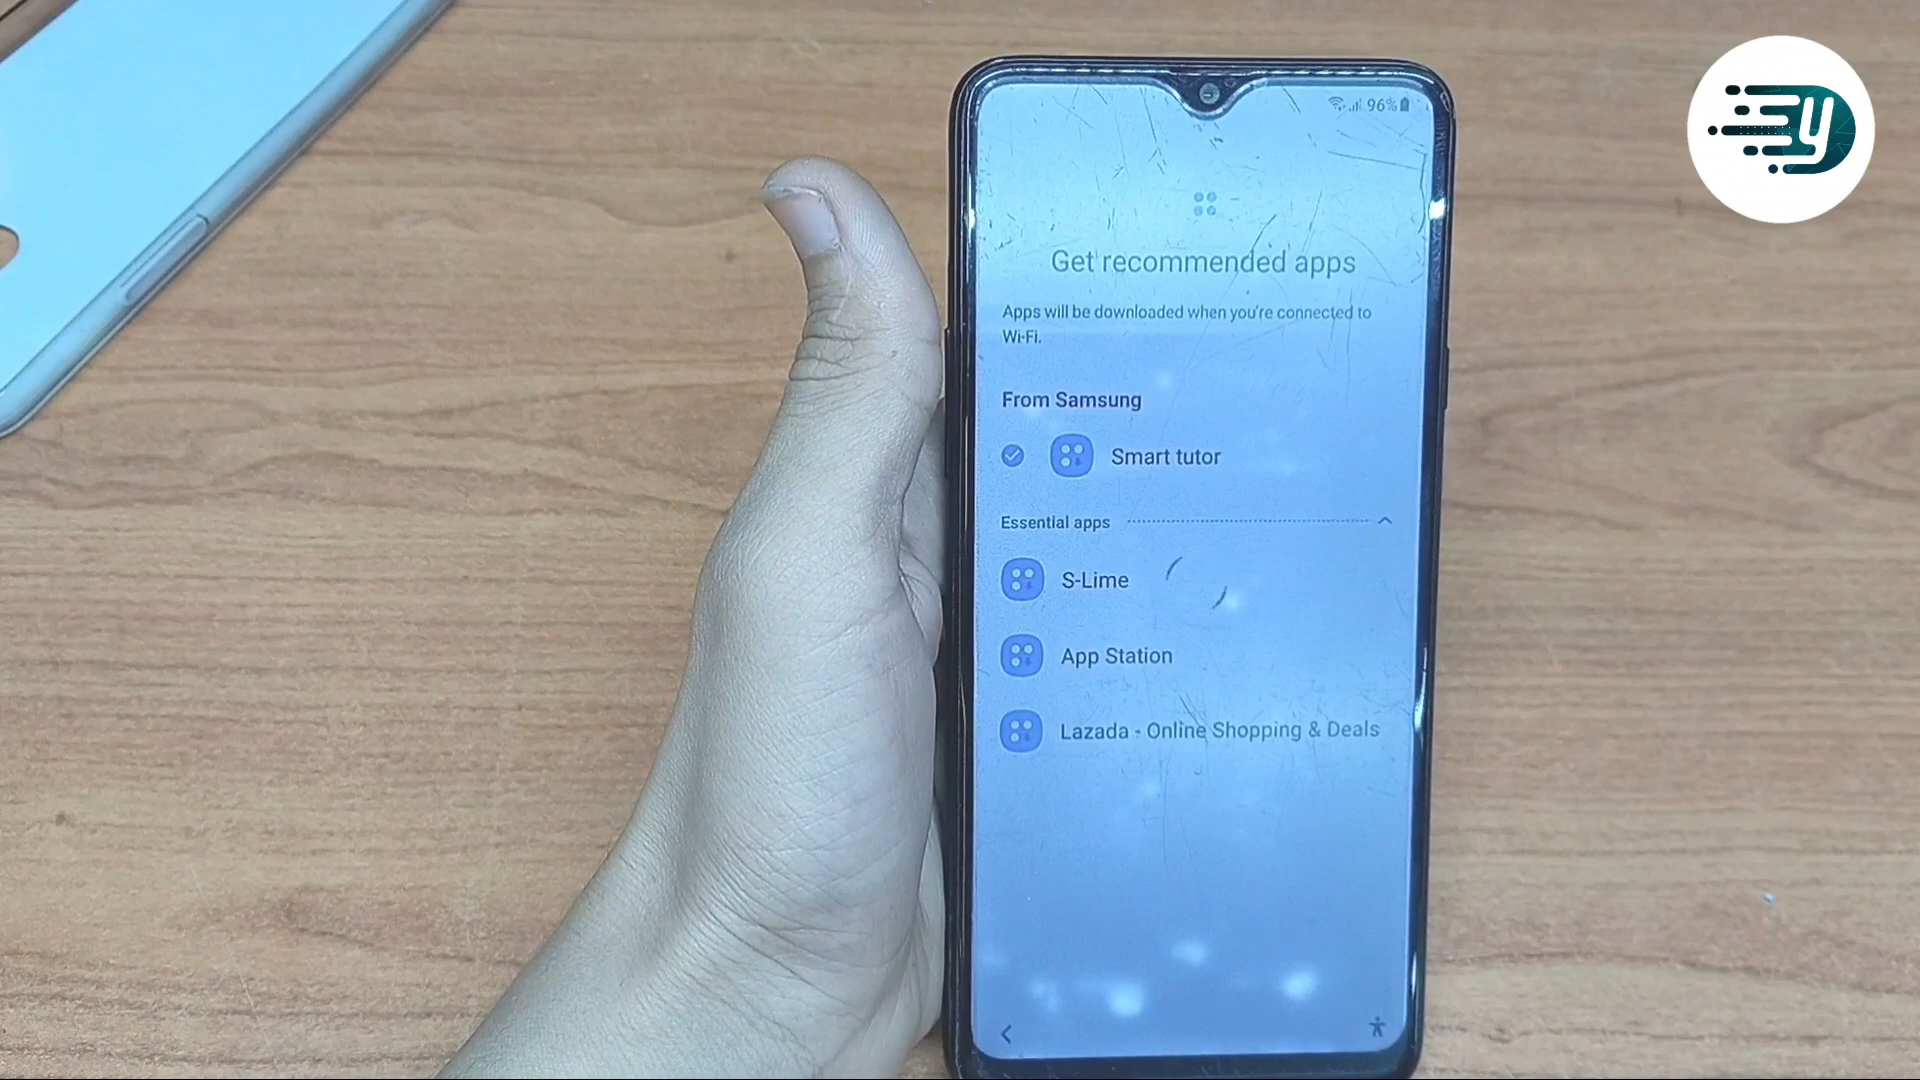 96%
Get recommended apps
Apps will be downloaded when you're connected to
Wi-Fi.
From Samsung
Smart tutor
Essential apps
S-Lime
App Station
Lazada - Online Shopping & Deals
y